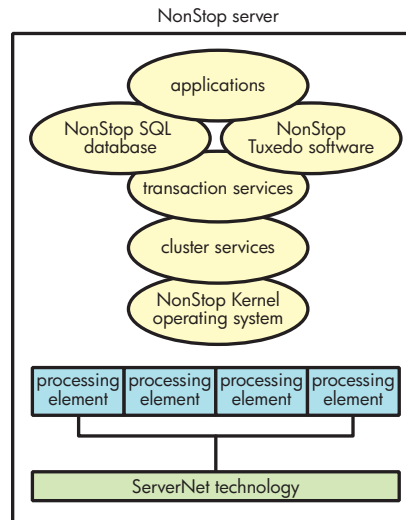 NonStop server
applications
NonStop SQL
database
NonStop
Tuxedo software
transaction services
cluster services
NonStop Kernel
operating system
processing
element
processing
element
processing
element
processing
element
ServerNet technology